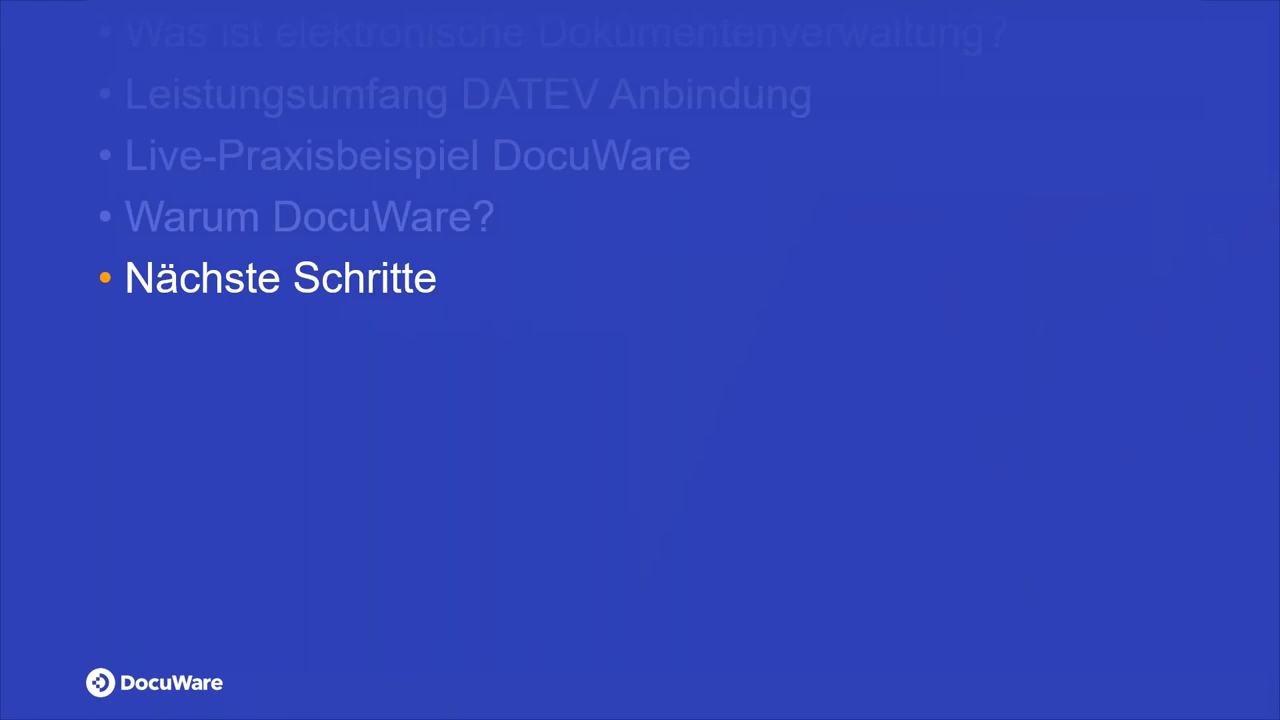 • Was ist elektronische Dokumentenverwaltung?
• Leistungsumfang DATEV Anbindung
• Live-Praxisbeispiel DocuWare
• Warum DocuWare?
• Nächste Schritte
DocuWare